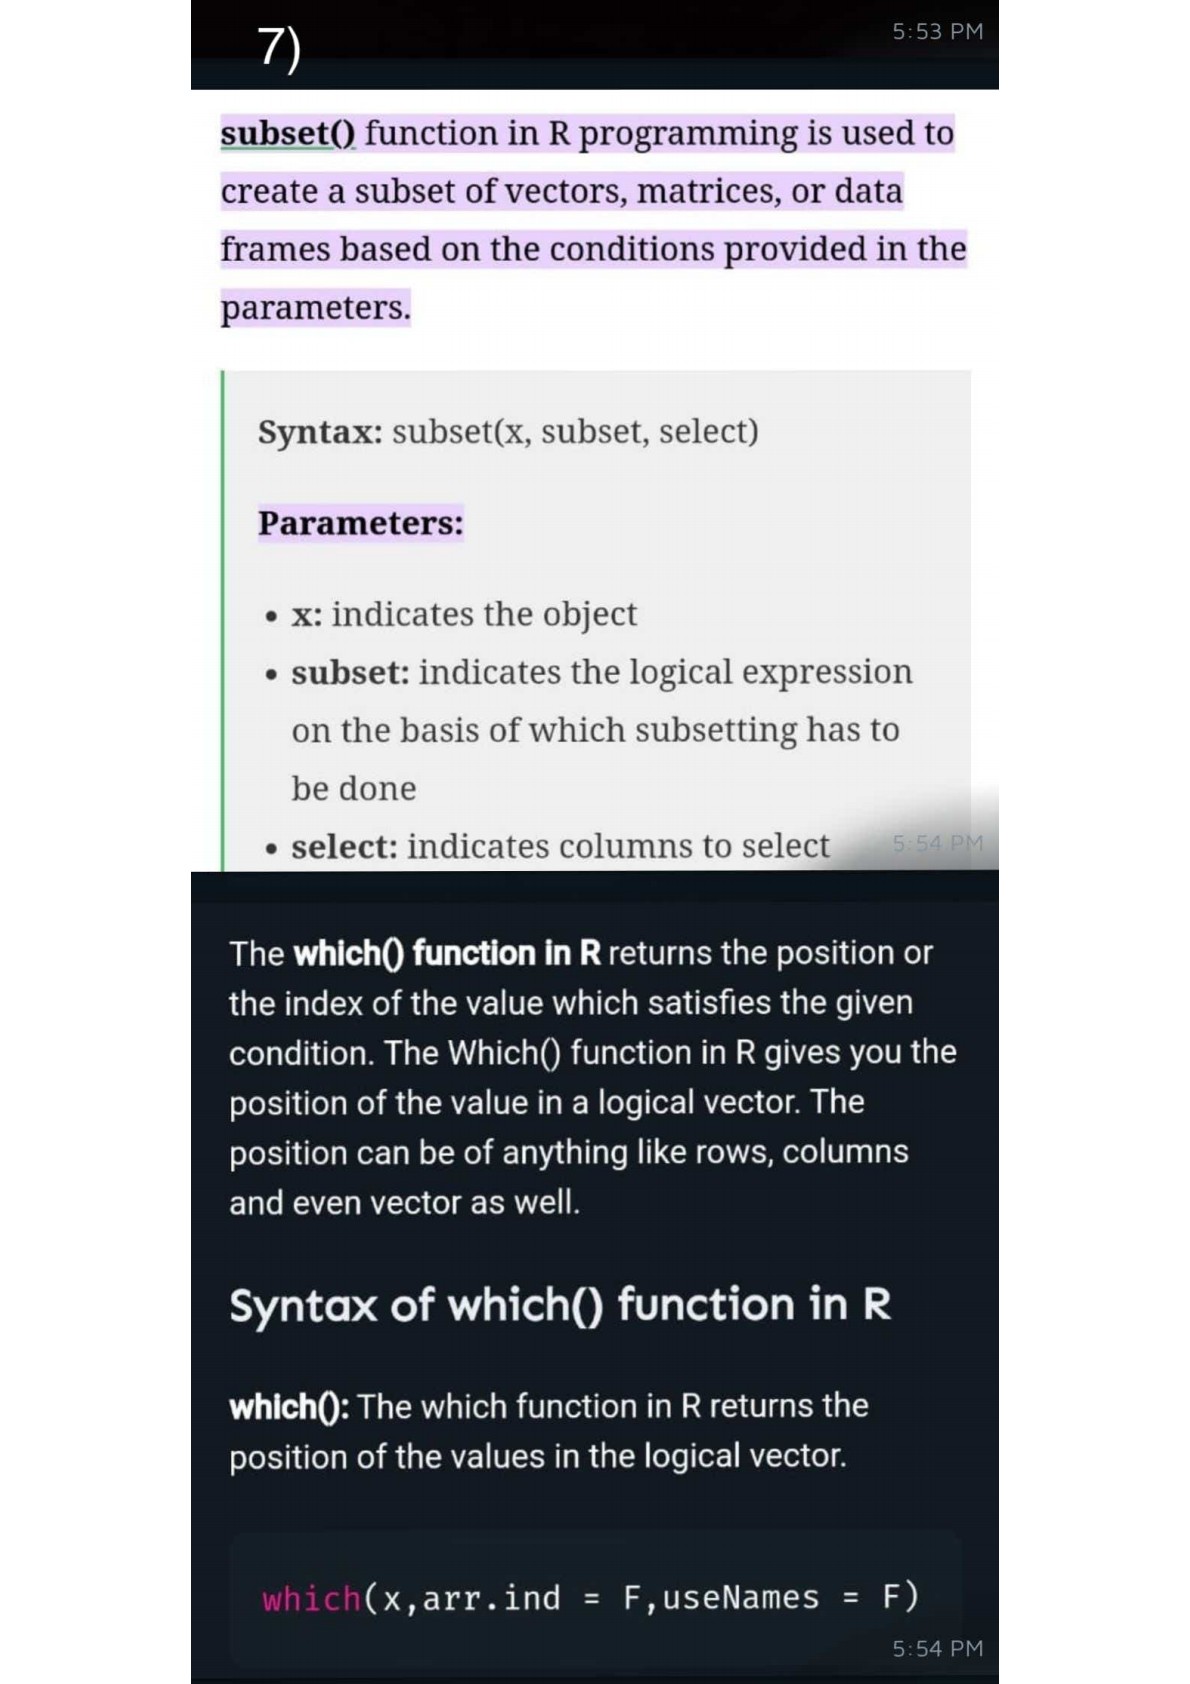 7)
5:53 PM
subset() function in R programming is used to
create a subset of vectors, matrices, or data
frames based on the conditions provided in the
parameters.
Syntax: subset(x, subset, select)
Parameters:
• x: indicates the object
• subset: indicates the logical expression
on the basis of which subsetting has to
be done
• select: indicates columns to select
5:54 PM
The which() function in R returns the position or
the index of the value which satisfies the given
condition. The Which() function in R gives you the
position of the value in a logical vector. The
position can be of anything like rows, columns
and even vector as well.
Syntax of which() function in R
which(): The which function in R returns the
position of the values in the logical vector.
which(x,arr.ind = F,useNames = F)
5:54 PM